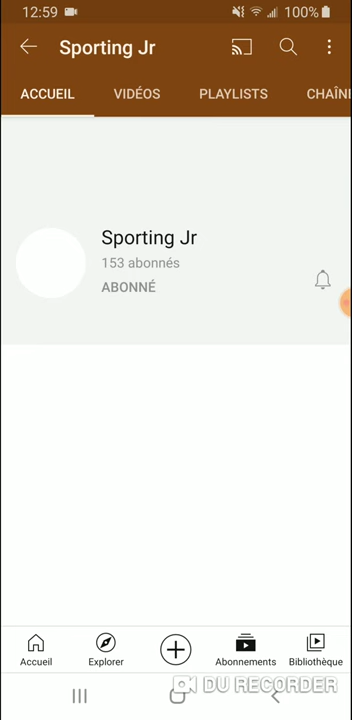 12:59 100%
Sporting Jr
ACCUEIL VIDÉOS PLAYLISTS CHAÎNI
Sporting Jr
153 abonnés
ABONNÉ
Accueil Explorer Abonnements Bibliothèque
DU RECORDER